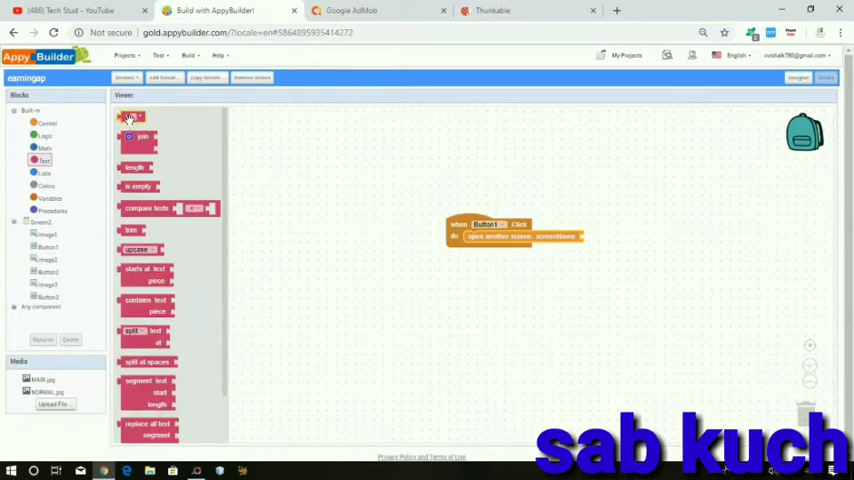 (486) Tech Stud - YouTube
Build with AppyBuilder!
Google AdMob
Thunkable
Not secure gold.appybuilder.com/?locale=en#5864895935414272
AppyBuilder
Projects
Test
Build
Help
My Projects
English
earningap
Screen2
Add Screen...
Copy Screen...
Remove Screen
Designer
Blocks
Blocks
Viewer
Built-in
Control
Logic
Math
Text
Lists
Colors
Variables
Procedures
Screen2
Image1
Button1
Image2
Button2
Image3
Button3
Any component
Rename
Delete
Media
MAIN.jpg
NORMAL.jpg
Upload File ...
join
length
is empty
compare texts <
trim
upcase
starts at text
piece
contains text
piece
split text
at
split at spaces
segment text
start
length
replace all text
segment
when Button1 .Click
do open another screen screenName
Privacy Policy and Terms of Use
sab kuch